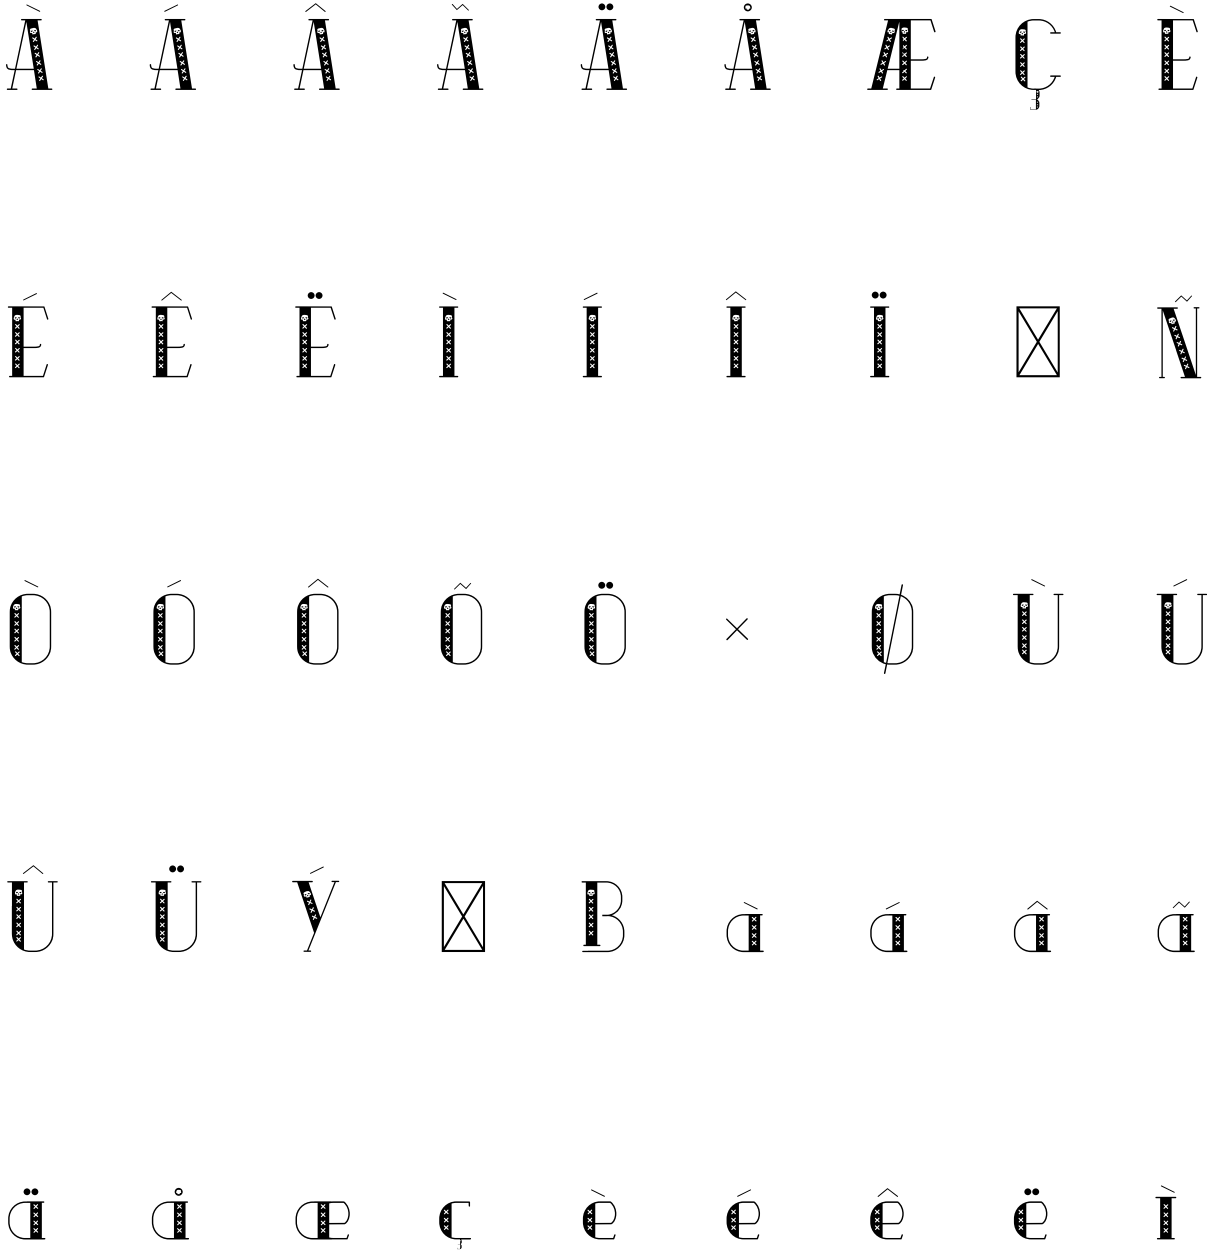 À Á Â Ã Ä Å Æ Ç È
É Ê Ë Ì Í Î Ï Ñ
Ò Ó Ô Õ Ö × Ø Ù Ú
Û Ü Ý ß à á â ã
ä å æ ç è é ê ë ì